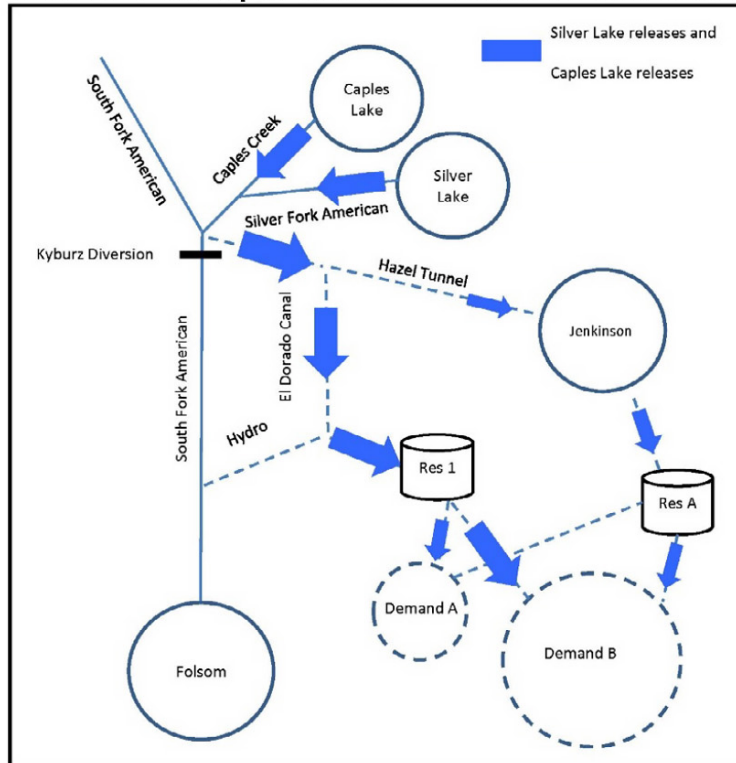 Silver Lake releases and
Caples Lake releases
South Fork American
Caples
Lake
Caples Creek
Silver
Lake
Silver Fork American
Kyburz Diversion
Hazel Tunnel
Jenkinson
El Dorado Canal
South Fork American
Hydro
Res 1
Res A
Demand A
Demand B
Folsom